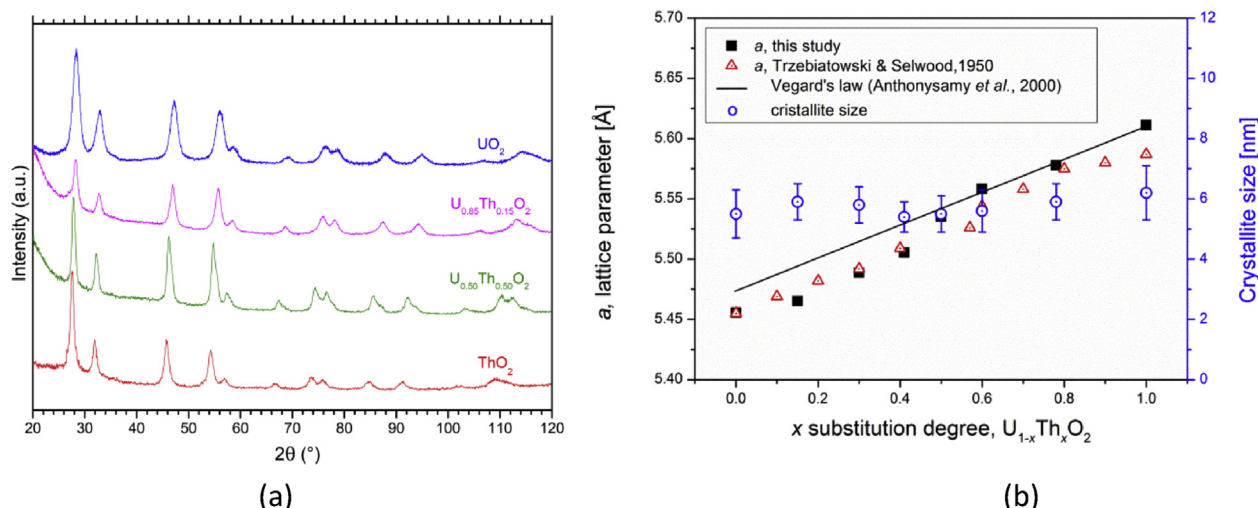 UO2
U0.85Th0.15O2
U0.50Th0.50O2
ThO2
Intensity (a.u.)
20 30 40 50 60 70 80 90 100 110 120
2θ (°)
(a)
5.70
5.65
5.60
5.55
5.50
5.45
5.40
a, lattice parameter [Å]
a, this study
a, Trzebiatowski & Selwood,1950
Vegard's law (Anthonysamy et al., 2000)
cristallite size
12
10
8
6
4
2
0
Crystallite size [nm]
0.0 0.2 0.4 0.6 0.8 1.0
x substitution degree, U1-xThxO2
(b)